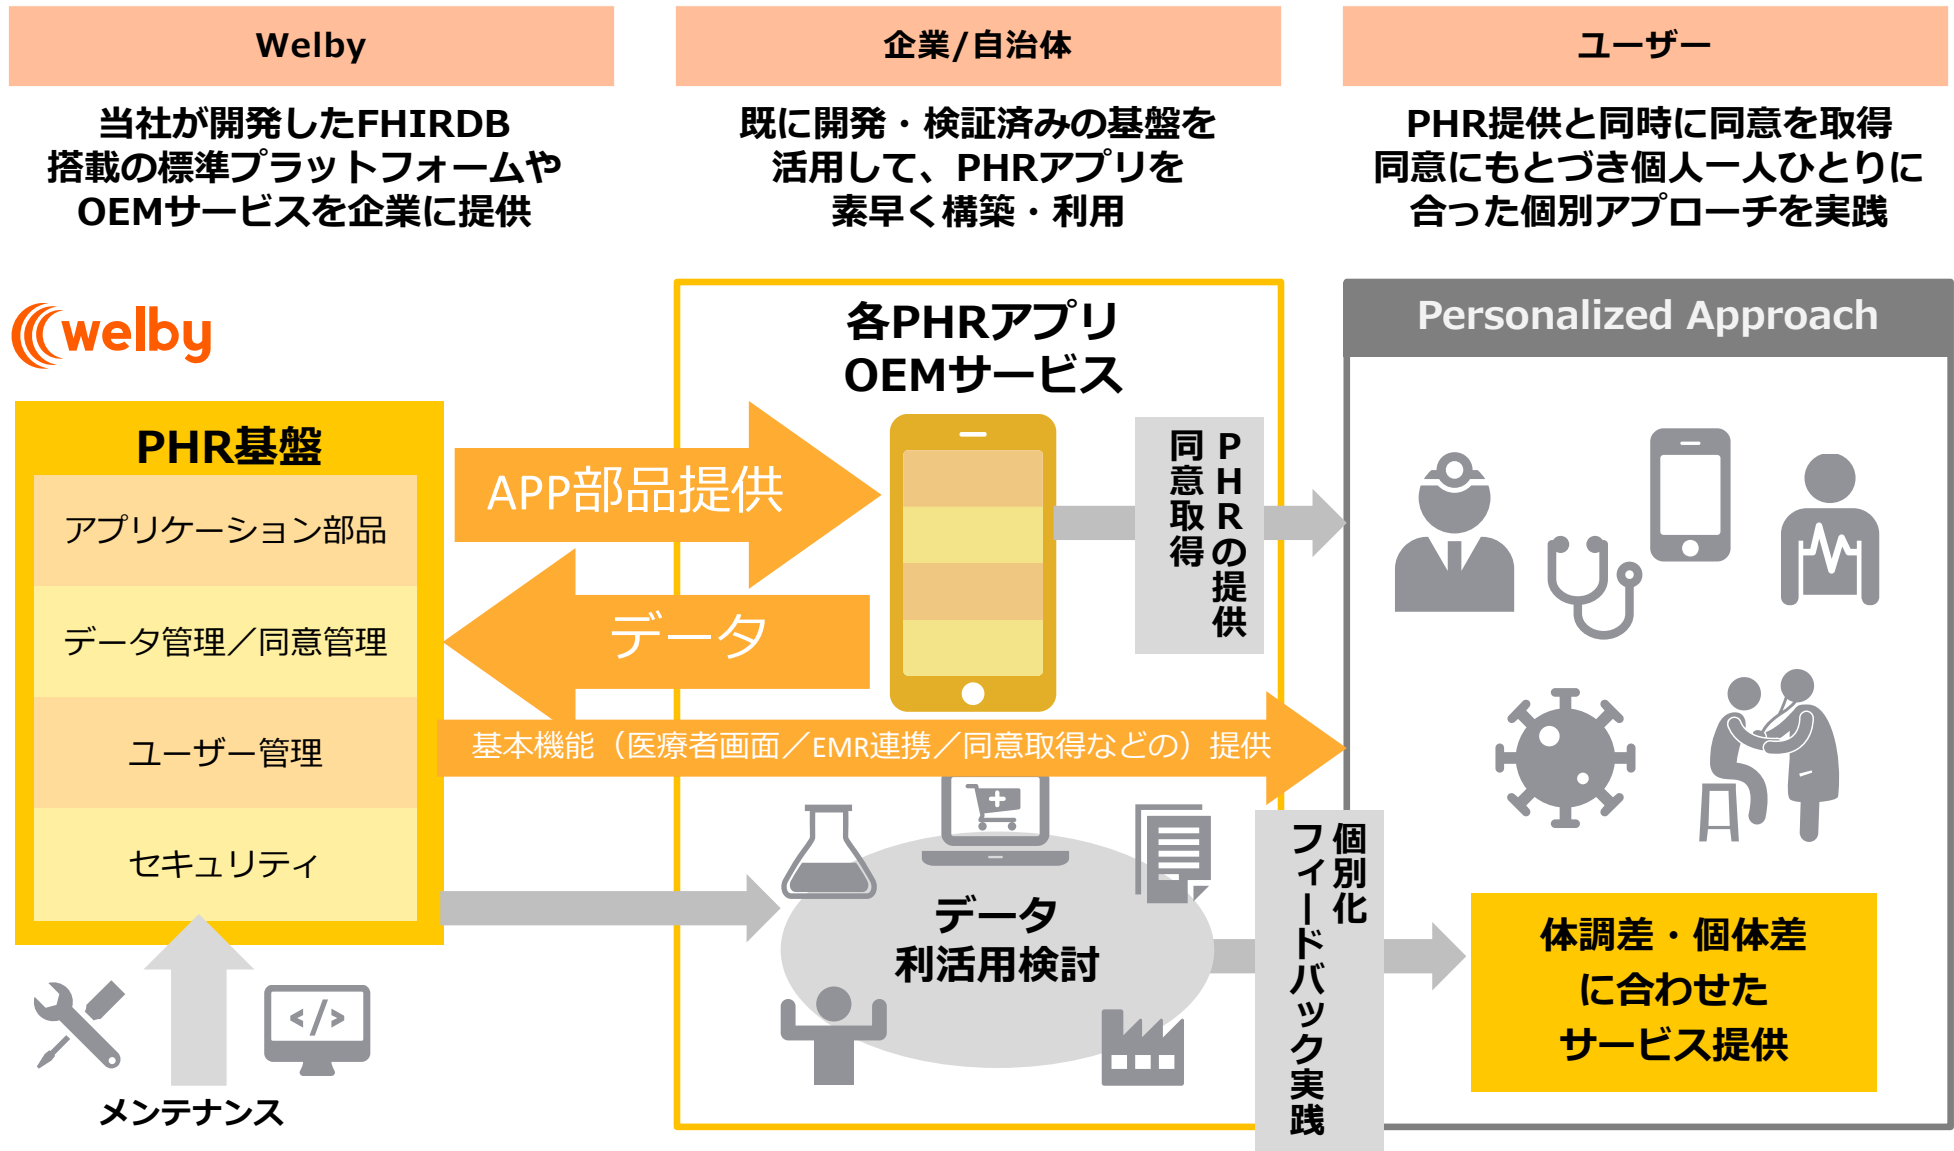 Welby
当社が開発したFHIRDB
搭載の標準プラットフォームや
OEMサービスを企業に提供
企業/自治体
既に開発・検証済みの基盤を
活用して、PHRアプリを
素早く構築・利用
ユーザー
PHR提供と同時に同意を取得
同意にもとづき個人一人ひとりに
合った個別アプローチを実践
welby
PHR基盤
アプリケーション部品
データ管理／同意管理
ユーザー管理
セキュリティ
メンテナンス
</>
APP部品提供
データ
基本機能（医療者画面／EMR連携／同意取得などの）提供
各PHRアプリ
OEMサービス
PHRの提供
同意取得
データ
利活用検討
個別化
フィードバック実践
Personalized Approach
体調差・個体差
に合わせた
サービス提供